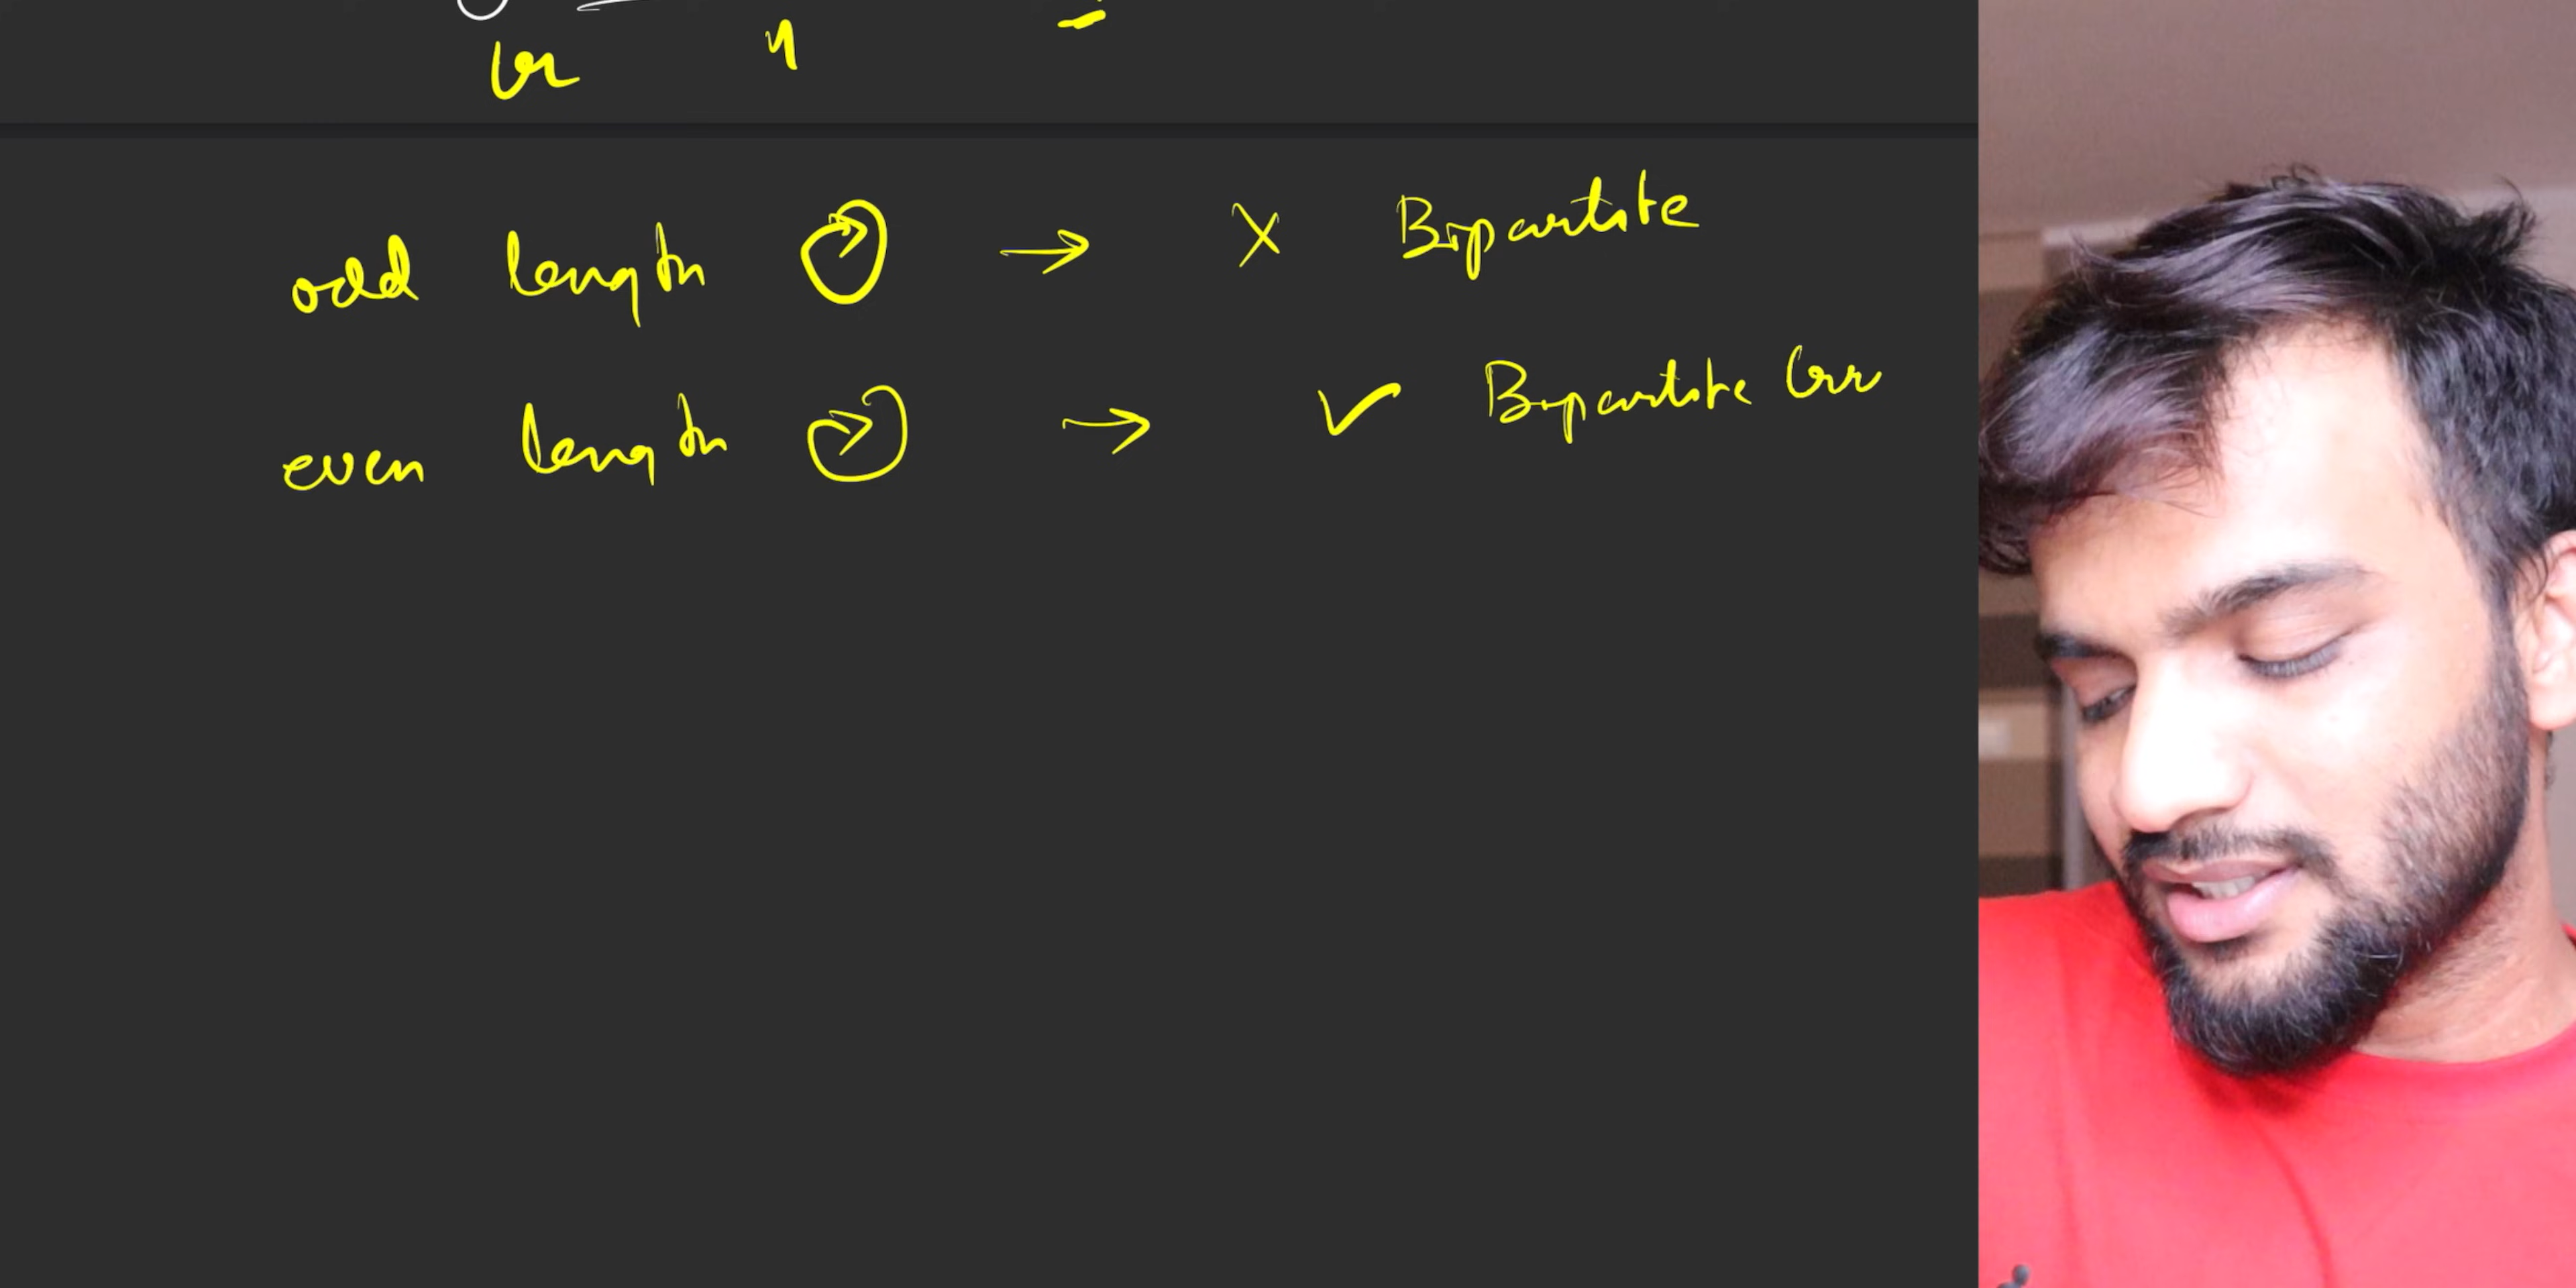 odd length → X Bipartite
even length → ✓ Bipartite Gr